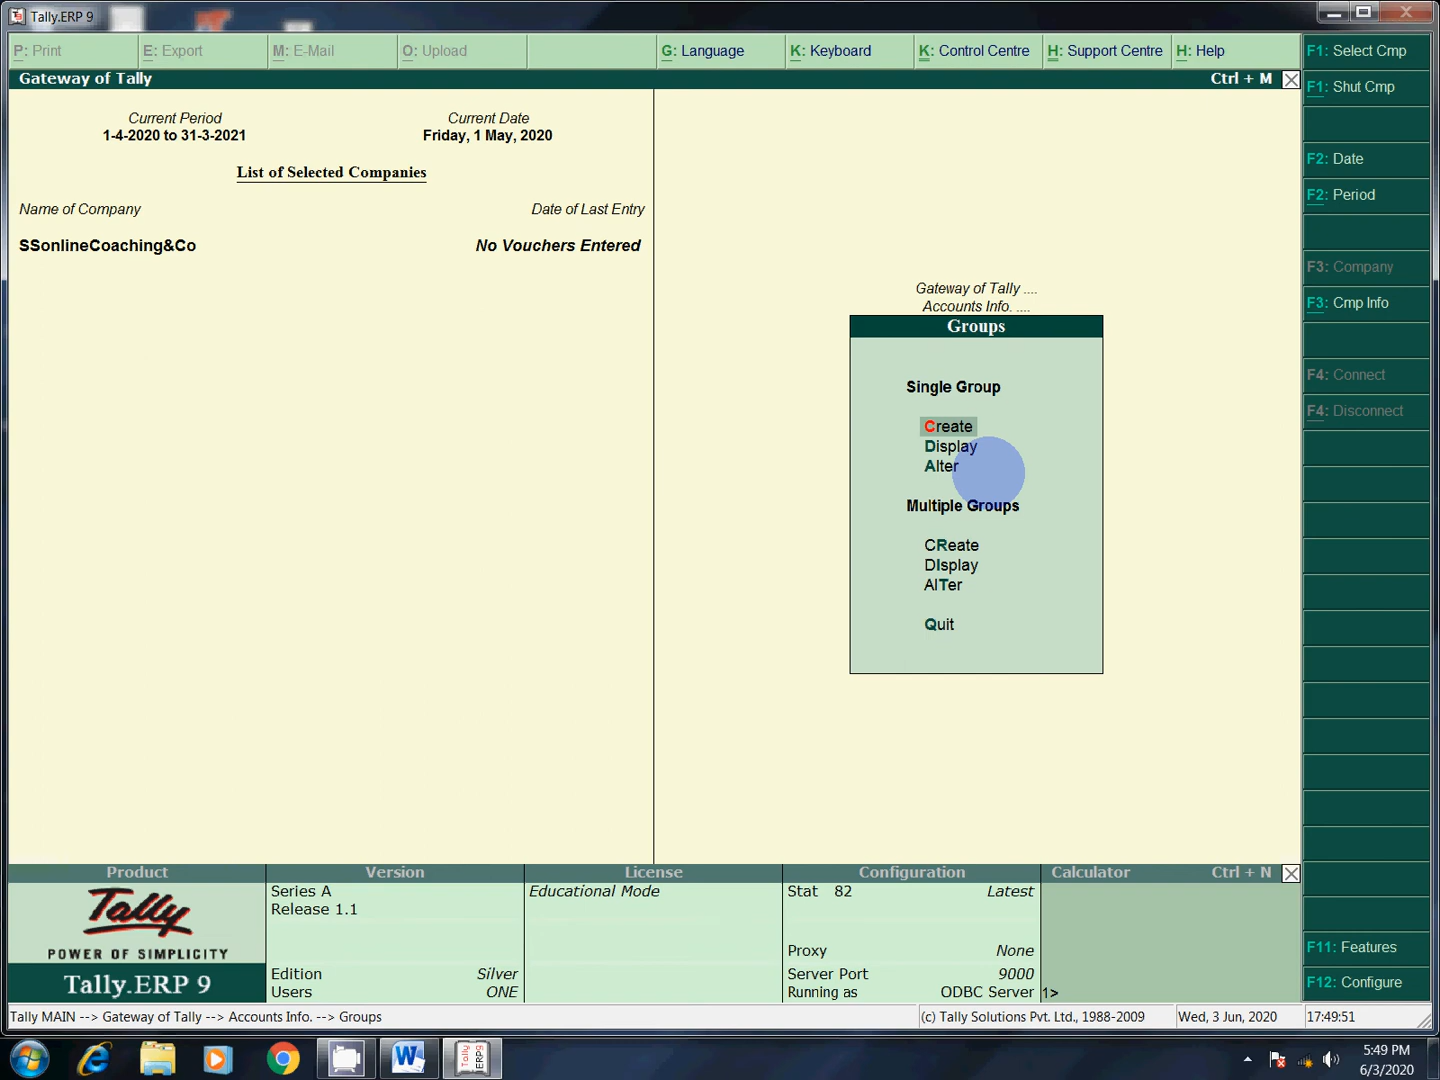 Tally.ERP 9
P: Print
E: Export
M: E-Mail
O: Upload
G: Language
K: Keyboard
K: Control Centre
H: Support Centre
H: Help
Gateway of Tally
Ctrl + M
Current Period
Current Date
1-4-2020 to 31-3-2021
Friday, 1 May, 2020
List of Selected Companies
Name of Company
Date of Last Entry
SSonlineCoaching&Co
No Vouchers Entered
Gateway of Tally ....
Accounts Info. ....
Groups
Single Group
Create
Display
Alter
Multiple Groups
CReate
DIsplay
AlTer
Quit
F1: Select Cmp
F1: Shut Cmp
F2: Date
F2: Period
F3: Company
F3: Cmp Info
F4: Connect
F4: Disconnect
F11: Features
F12: Configure
Product
Version
License
Configuration
Calculator
Ctrl + N
Tally
POWER OF SIMPLICITY
Tally.ERP 9
Series A
Release 1.1
Edition Silver
Users ONE
Educational Mode
Stat 82 Latest
Proxy None
Server Port 9000
Running as ODBC Server
1>
Tally MAIN --> Gateway of Tally --> Accounts Info. --> Groups
(c) Tally Solutions Pvt. Ltd., 1988-2009
Wed, 3 Jun, 2020
17:49:51
Tally
ERP9
5:49 PM
6/3/2020